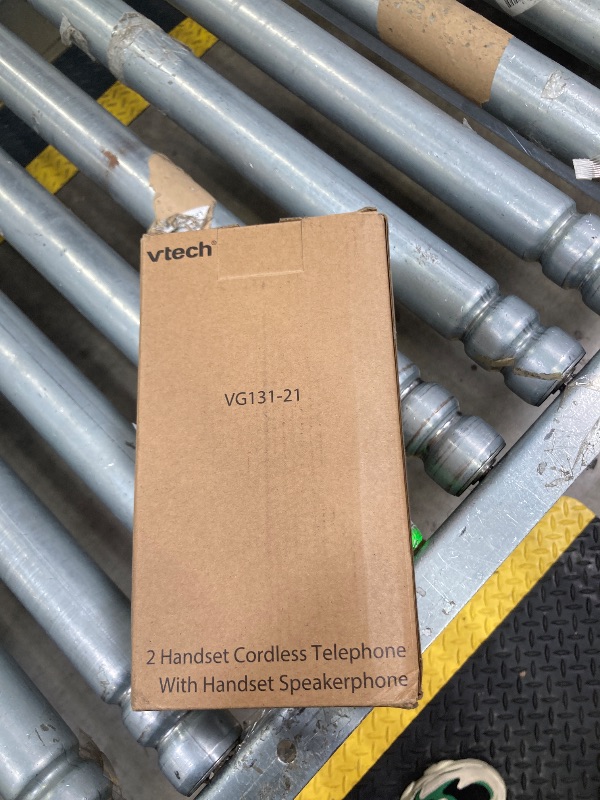 vtech®
VG131-21
2 Handset Cordless Telephone
With Handset Speakerphone